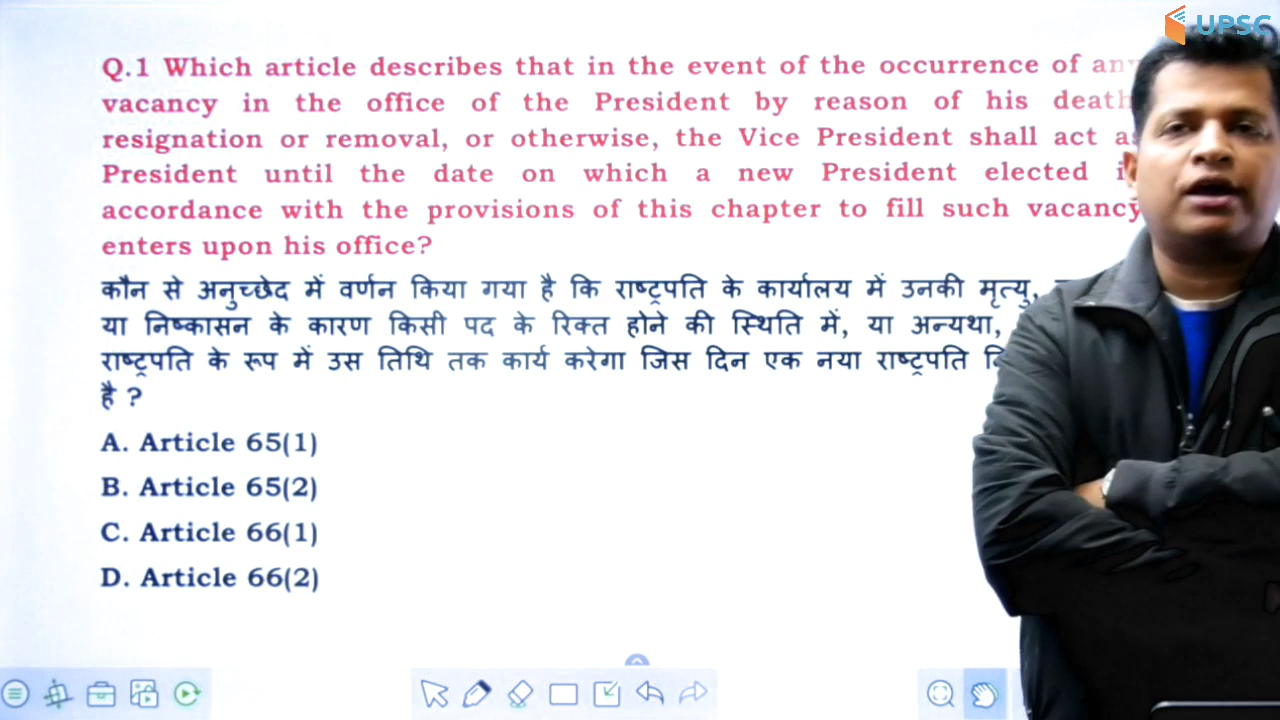 UPSC
Q.1 Which article describes that in the event of the occurrence of any
vacancy in the office of the President by reason of his death
resignation or removal, or otherwise, the Vice President shall act as
President until the date on which a new President elected
accordance with the provisions of this chapter to fill such vacancy
enters upon his office?
कौन से अनुच्छेद में वर्णन किया गया है कि राष्ट्रपति के कार्यालय में उनकी मृत्यु,
या निष्कासन के कारण किसी पद के रिक्त होने की स्थिति में, या अन्यथा,
राष्ट्रपति के रूप में उस तिथि तक कार्य करेगा जिस दिन एक नया राष्ट्रपति
है ?
A. Article 65(1)
B. Article 65(2)
C. Article 66(1)
D. Article 66(2)